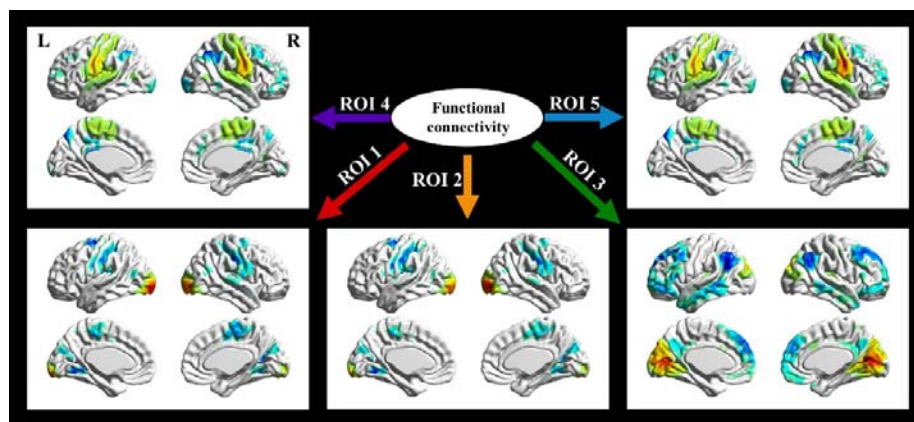 L
R
ROI 4
Functional
connectivity
ROI 5
ROI 1
ROI 2
ROI 3